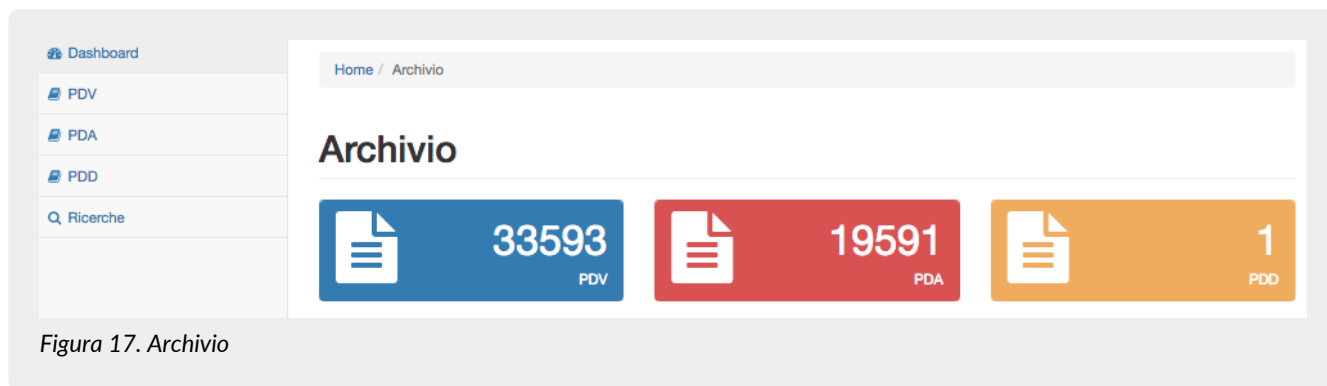 Dashboard
PDV
PDA
PDD
Ricerche
Home / Archivio
Archivio
33593
PDV
19591
PDA
1
PDD
Figura 17. Archivio